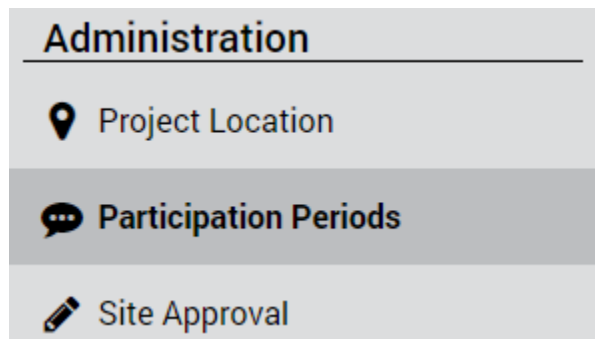 Administration
Project Location
Participation Periods
Site Approval